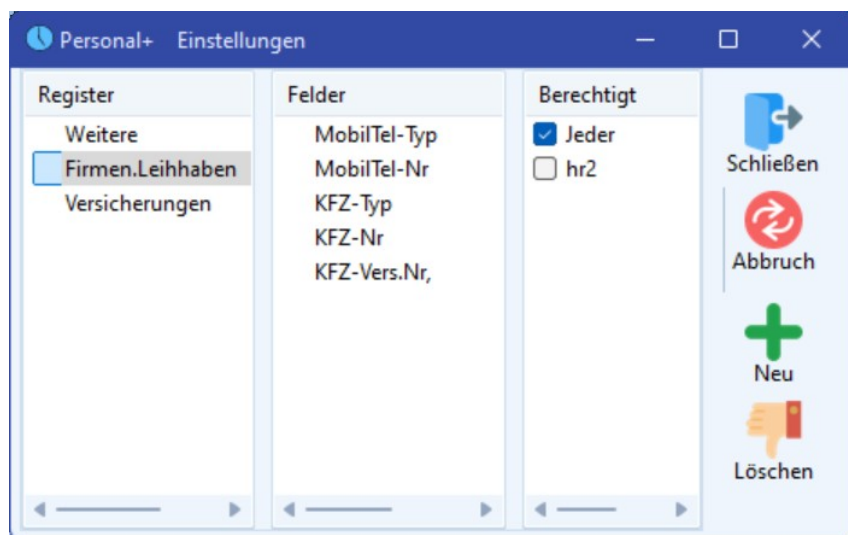 Personal+ Einstellungen
Register
Weitere
Firmen.Leihhaben
Versicherungen
Felder
MobilTel-Typ
MobilTel-Nr
KFZ-Typ
KFZ-Nr
KFZ-Vers.Nr,
Berechtigt
Jeder
hr2
Schließen
Abbruch
Neu
Löschen